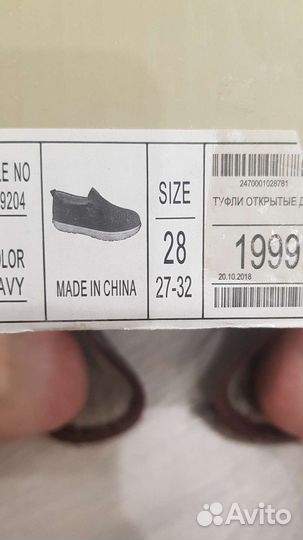 LE NO
9204
OLOR
AVY
MADE IN CHINA
SIZE
28
27-32
2470001028781
ТУФЛИ ОТКРЫТЫЕ Д
1999
20.10.2018
Avito